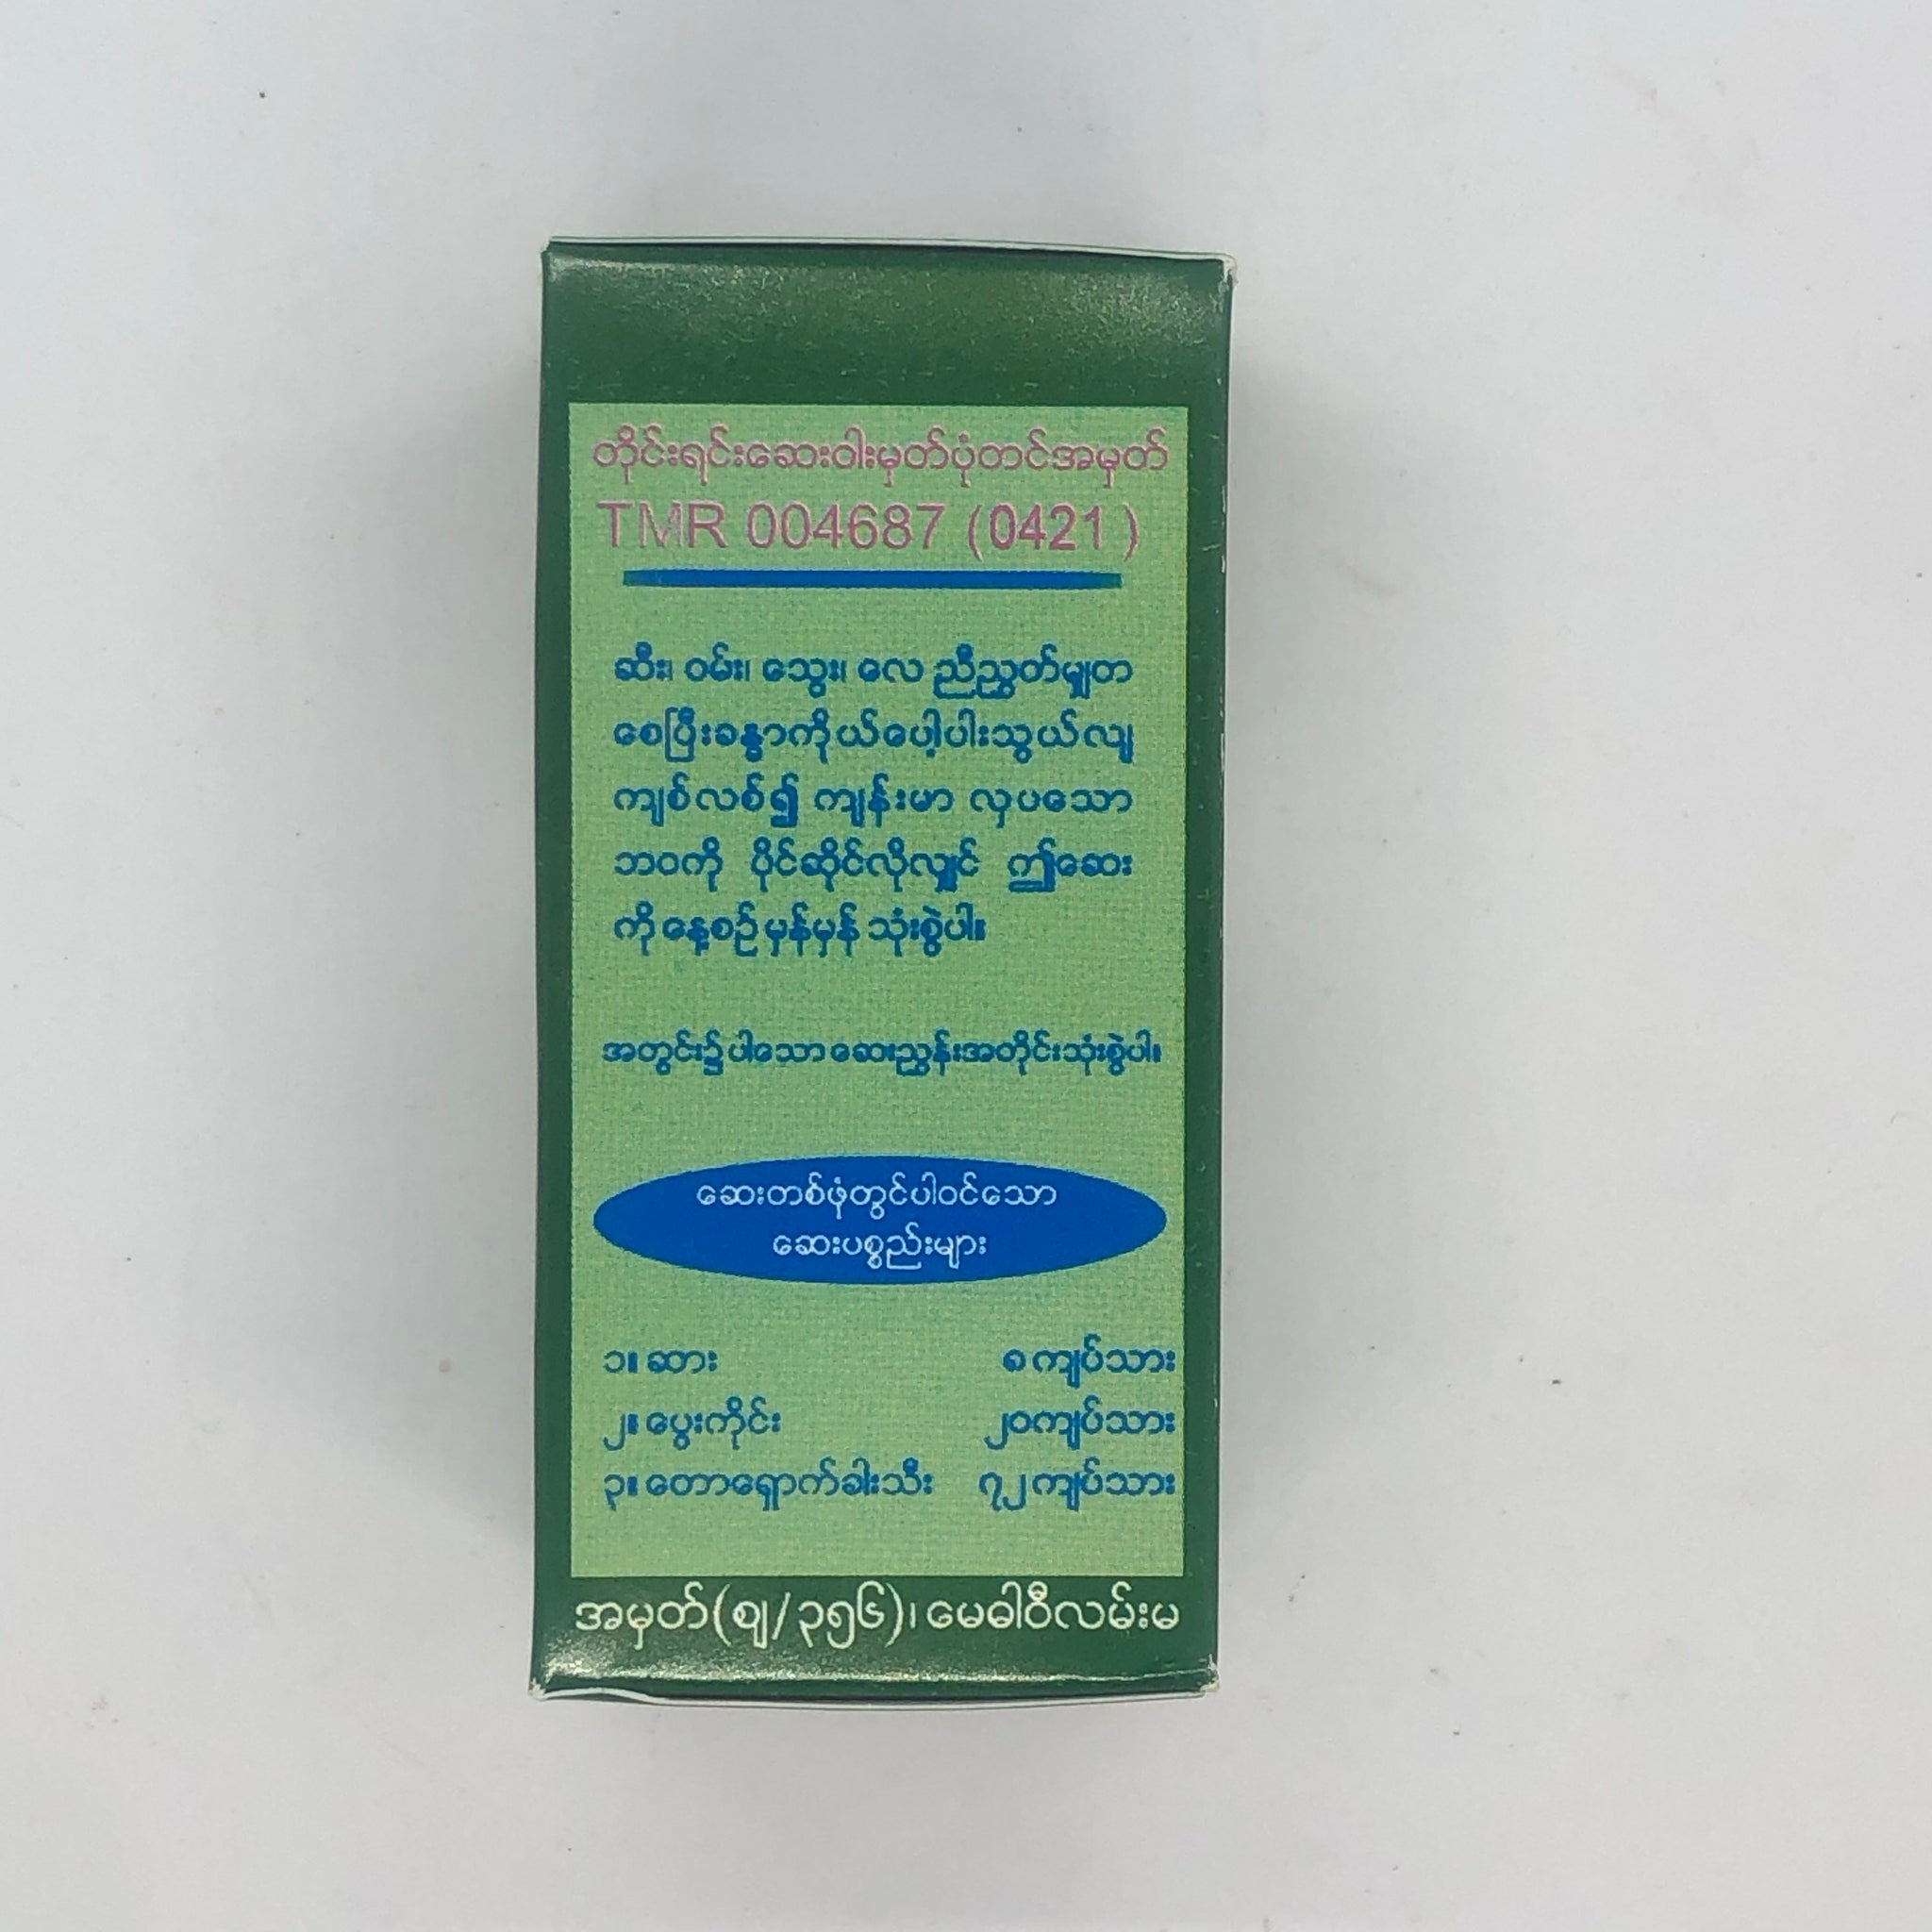 တိုင်းရင်းဆေးဝါးမှတ်ပုံတင်အမှတ်
TMR 004687 (0421)
ဆီး၊ ဝမ်း၊ သွေး၊ လေ ညီညွတ်မျှတ
စေပြီးခန္ဓာကိုယ်ပေါ့ပါးသွယ်လျ
ကျစ်လစ်၍ ကျန်းမာ လှပသော
ဘဝကို ပိုင်ဆိုင်လိုလျှင် ဤဆေး
ကို နေ့စဉ် မှန်မှန် သုံးစွဲပါ။
အတွင်း၌ ပါသော ဆေးညွှန်းအတိုင်းသုံးစွဲပါ။
ဆေးတစ်ဖုံတွင်ပါဝင်သော
ဆေးပစ္စည်းများ
၁။ ဆား ၈ ကျပ်သား
၂။ ပွေးကိုင်း ၂၀ကျပ်သား
၃။ တောရှောက်ခါးသီး ၇၂ ကျပ်သား
အမှတ်(ဈ/၃၅၆)၊ မေဓါဝီလမ်းမ